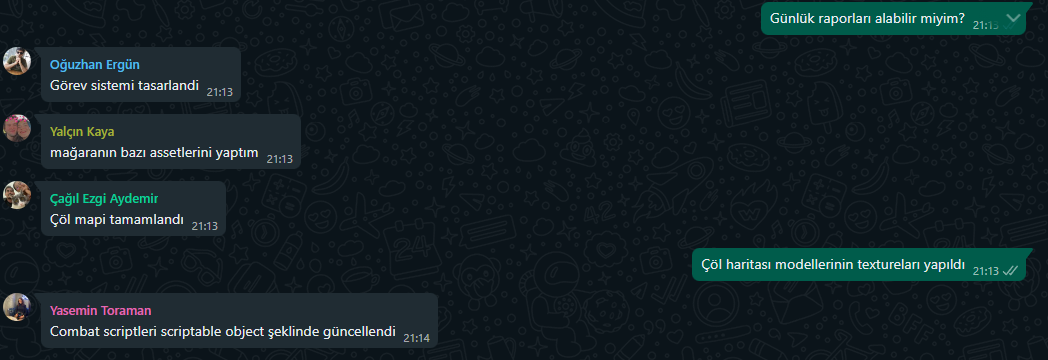 Günlük raporları alabilir miyim?
21:13
Oğuzhan Ergün
Görev sistemi tasarlandi
21:13
Yalçın Kaya
mağaranın bazı assetlerini yaptım
21:13
Çağıl Ezgi Aydemir
Çöl mapi tamamlandı
21:13
Çöl haritası modellerinin textureları yapıldı
21:13
Yasemin Toraman
Combat scriptleri scriptable object şeklinde güncellendi
21:14